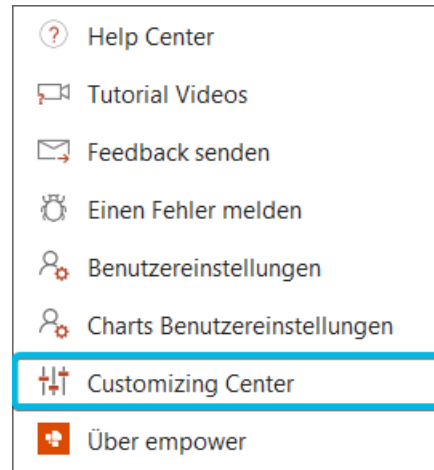 Help Center
Tutorial Videos
Feedback senden
Einen Fehler melden
Benutzereinstellungen
Charts Benutzereinstellungen
Customizing Center
Über empower